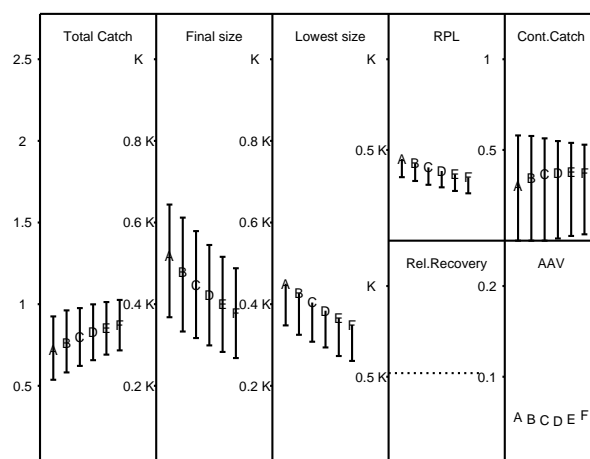 Total Catch Final size Lowest size RPL Cont.Catch
2.5 K K 1
2 0.8 K 0.8 K 0.5 K 0.5
A B C D E F
A B C D E F
1.5 0.6 K 0.6 K
A B C D E F
A B C D E F
A B C D E F
Rel.Recovery AAV
1 0.4 K 0.4 K K 0.2
A B C D E F
0.5 0.2 K 0.2 K 0.5 K 0.1